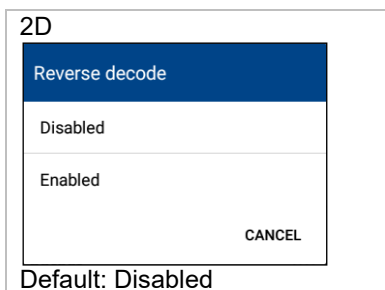 2D
Reverse decode
Disabled
Enabled
CANCEL
Default: Disabled